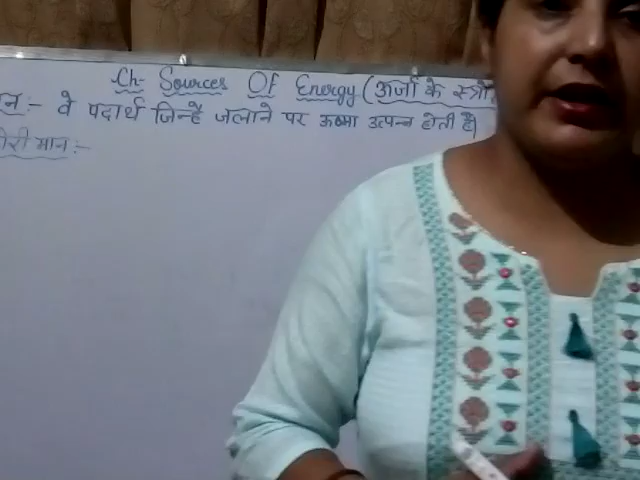 Ch- Sources Of Energy (ऊर्जा के स्त्रोत
न :- वे पदार्थ जिन्हें जलाने पर ऊष्मा उत्पन्न होती है।
ोरी मान :-